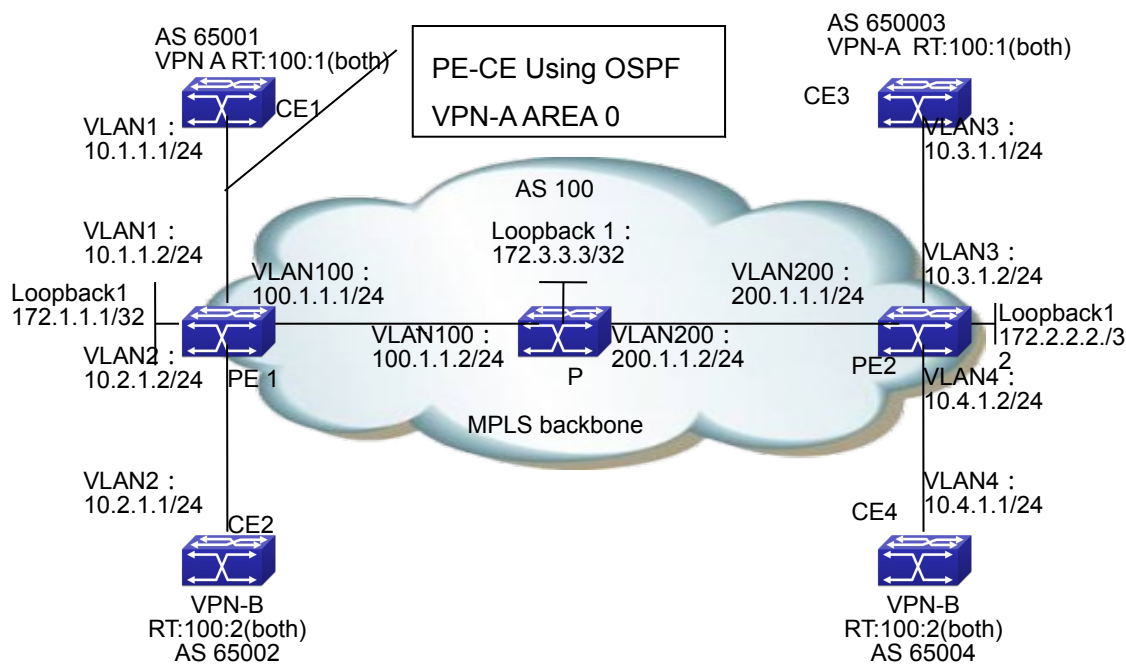 AS 65001
VPN A RT:100:1(both)
CE1
VLAN1：
10.1.1.1/24
PE-CE Using OSPF
VPN-A AREA 0
AS 650003
VPN-A RT:100:1(both)
CE3
VLAN3：
10.3.1.1/24
AS 100
VLAN1：
10.1.1.2/24
Loopback 1：
172.3.3.3/32
VLAN3：
10.3.1.2/24
VLAN100：
100.1.1.1/24
VLAN200：
200.1.1.1/24
Loopback1
172.1.1.1/32
Loopback1
172.2.2.2./3
2
VLAN100：
100.1.1.2/24
VLAN200：
200.1.1.2/24
VLAN2：
10.2.1.2/24
PE 1
P
PE2
VLAN4：
10.4.1.2/24
MPLS backbone
VLAN2：
10.2.1.1/24
CE2
VLAN4：
10.4.1.1/24
CE4
VPN-B
RT:100:2(both)
AS 65002
VPN-B
RT:100:2(both)
AS 65004